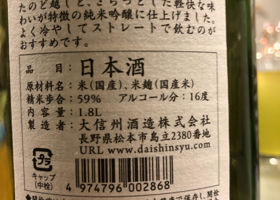 たのど越しと、さらっとした軽快な味
わいが特徴の純米吟醸に仕上げました。
よく冷やしてストレートで飲むのが
おすすめです。
品目：日本酒
原材料名：米(国産)、米麹(国産米)
精米歩合：59% アルコール分：16度
内容量：1.8L
製造者：大信州酒造株式会社
長野県松本市島立2380番地
URL www.daishinsyu.com
プラ
キャップ
(中栓)
4 974796 002868